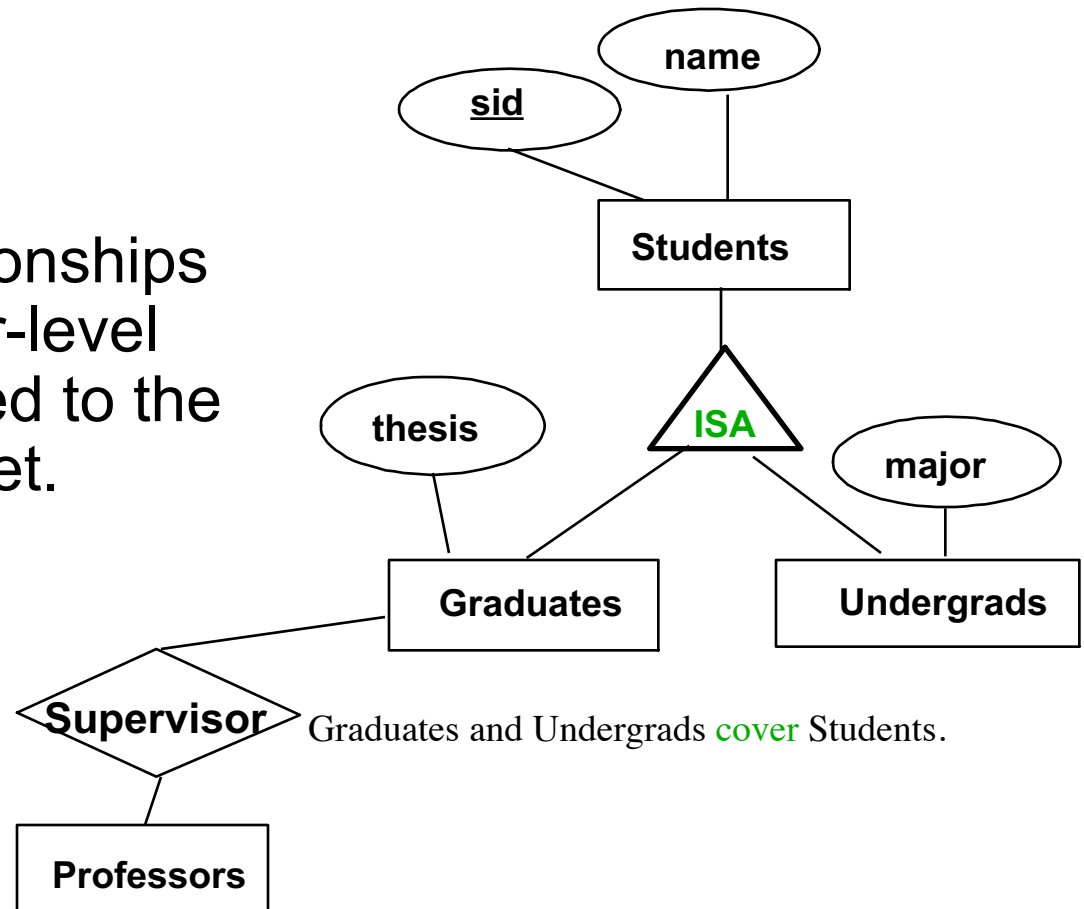 name
sid
Students
onships
r-level
ed to the
et.
ISA
thesis
major
Graduates
Undergrads
Supervisor
Graduates and Undergrads cover Students.
Professors